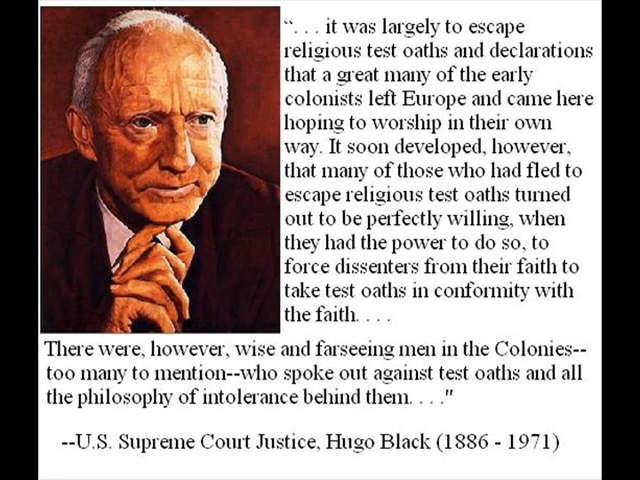 “. . . it was largely to escape
religious test oaths and declarations
that a great many of the early
colonists left Europe and came here
hoping to worship in their own
way. It soon developed, however,
that many of those who had fled to
escape religious test oaths turned
out to be perfectly willing, when
they had the power to do so, to
force dissenters from their faith to
take test oaths in conformity with
the faith. . . .
There were, however, wise and farseeing men in the Colonies--
too many to mention--who spoke out against test oaths and all
the philosophy of intolerance behind them. . . ."
--U.S. Supreme Court Justice, Hugo Black (1886 - 1971)